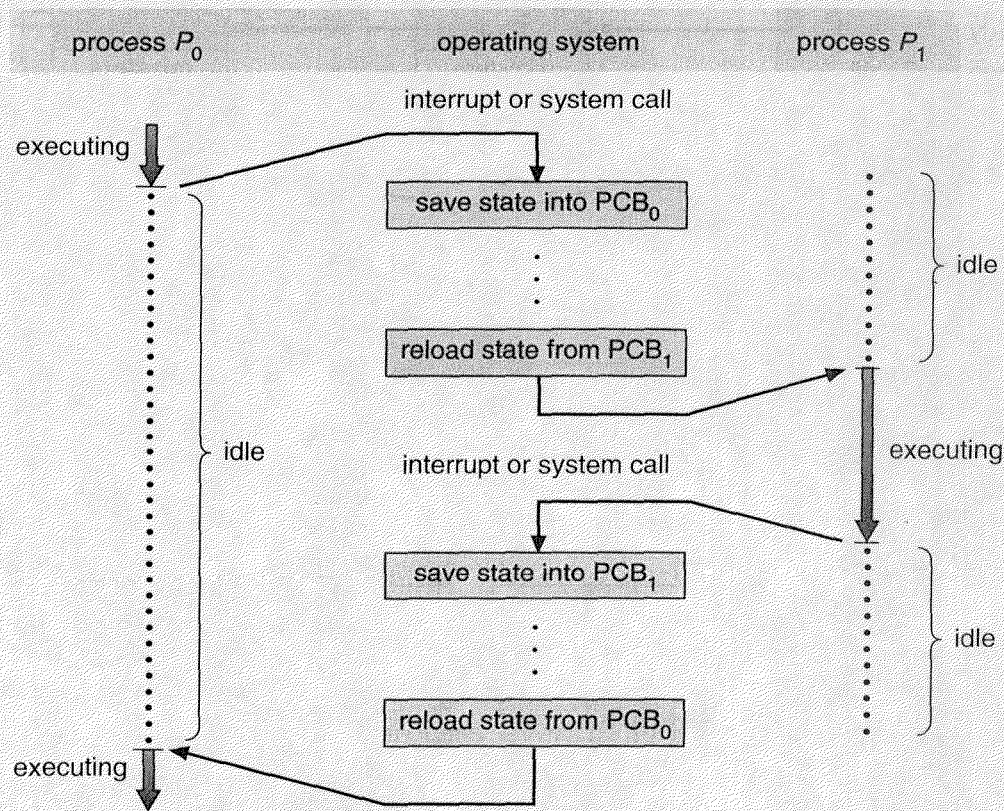 process P₀
operating system
process P₁
interrupt or system call
executing
save state into PCB₀
idle
reload state from PCB₁
idle
executing
interrupt or system call
save state into PCB₁
idle
reload state from PCB₀
executing